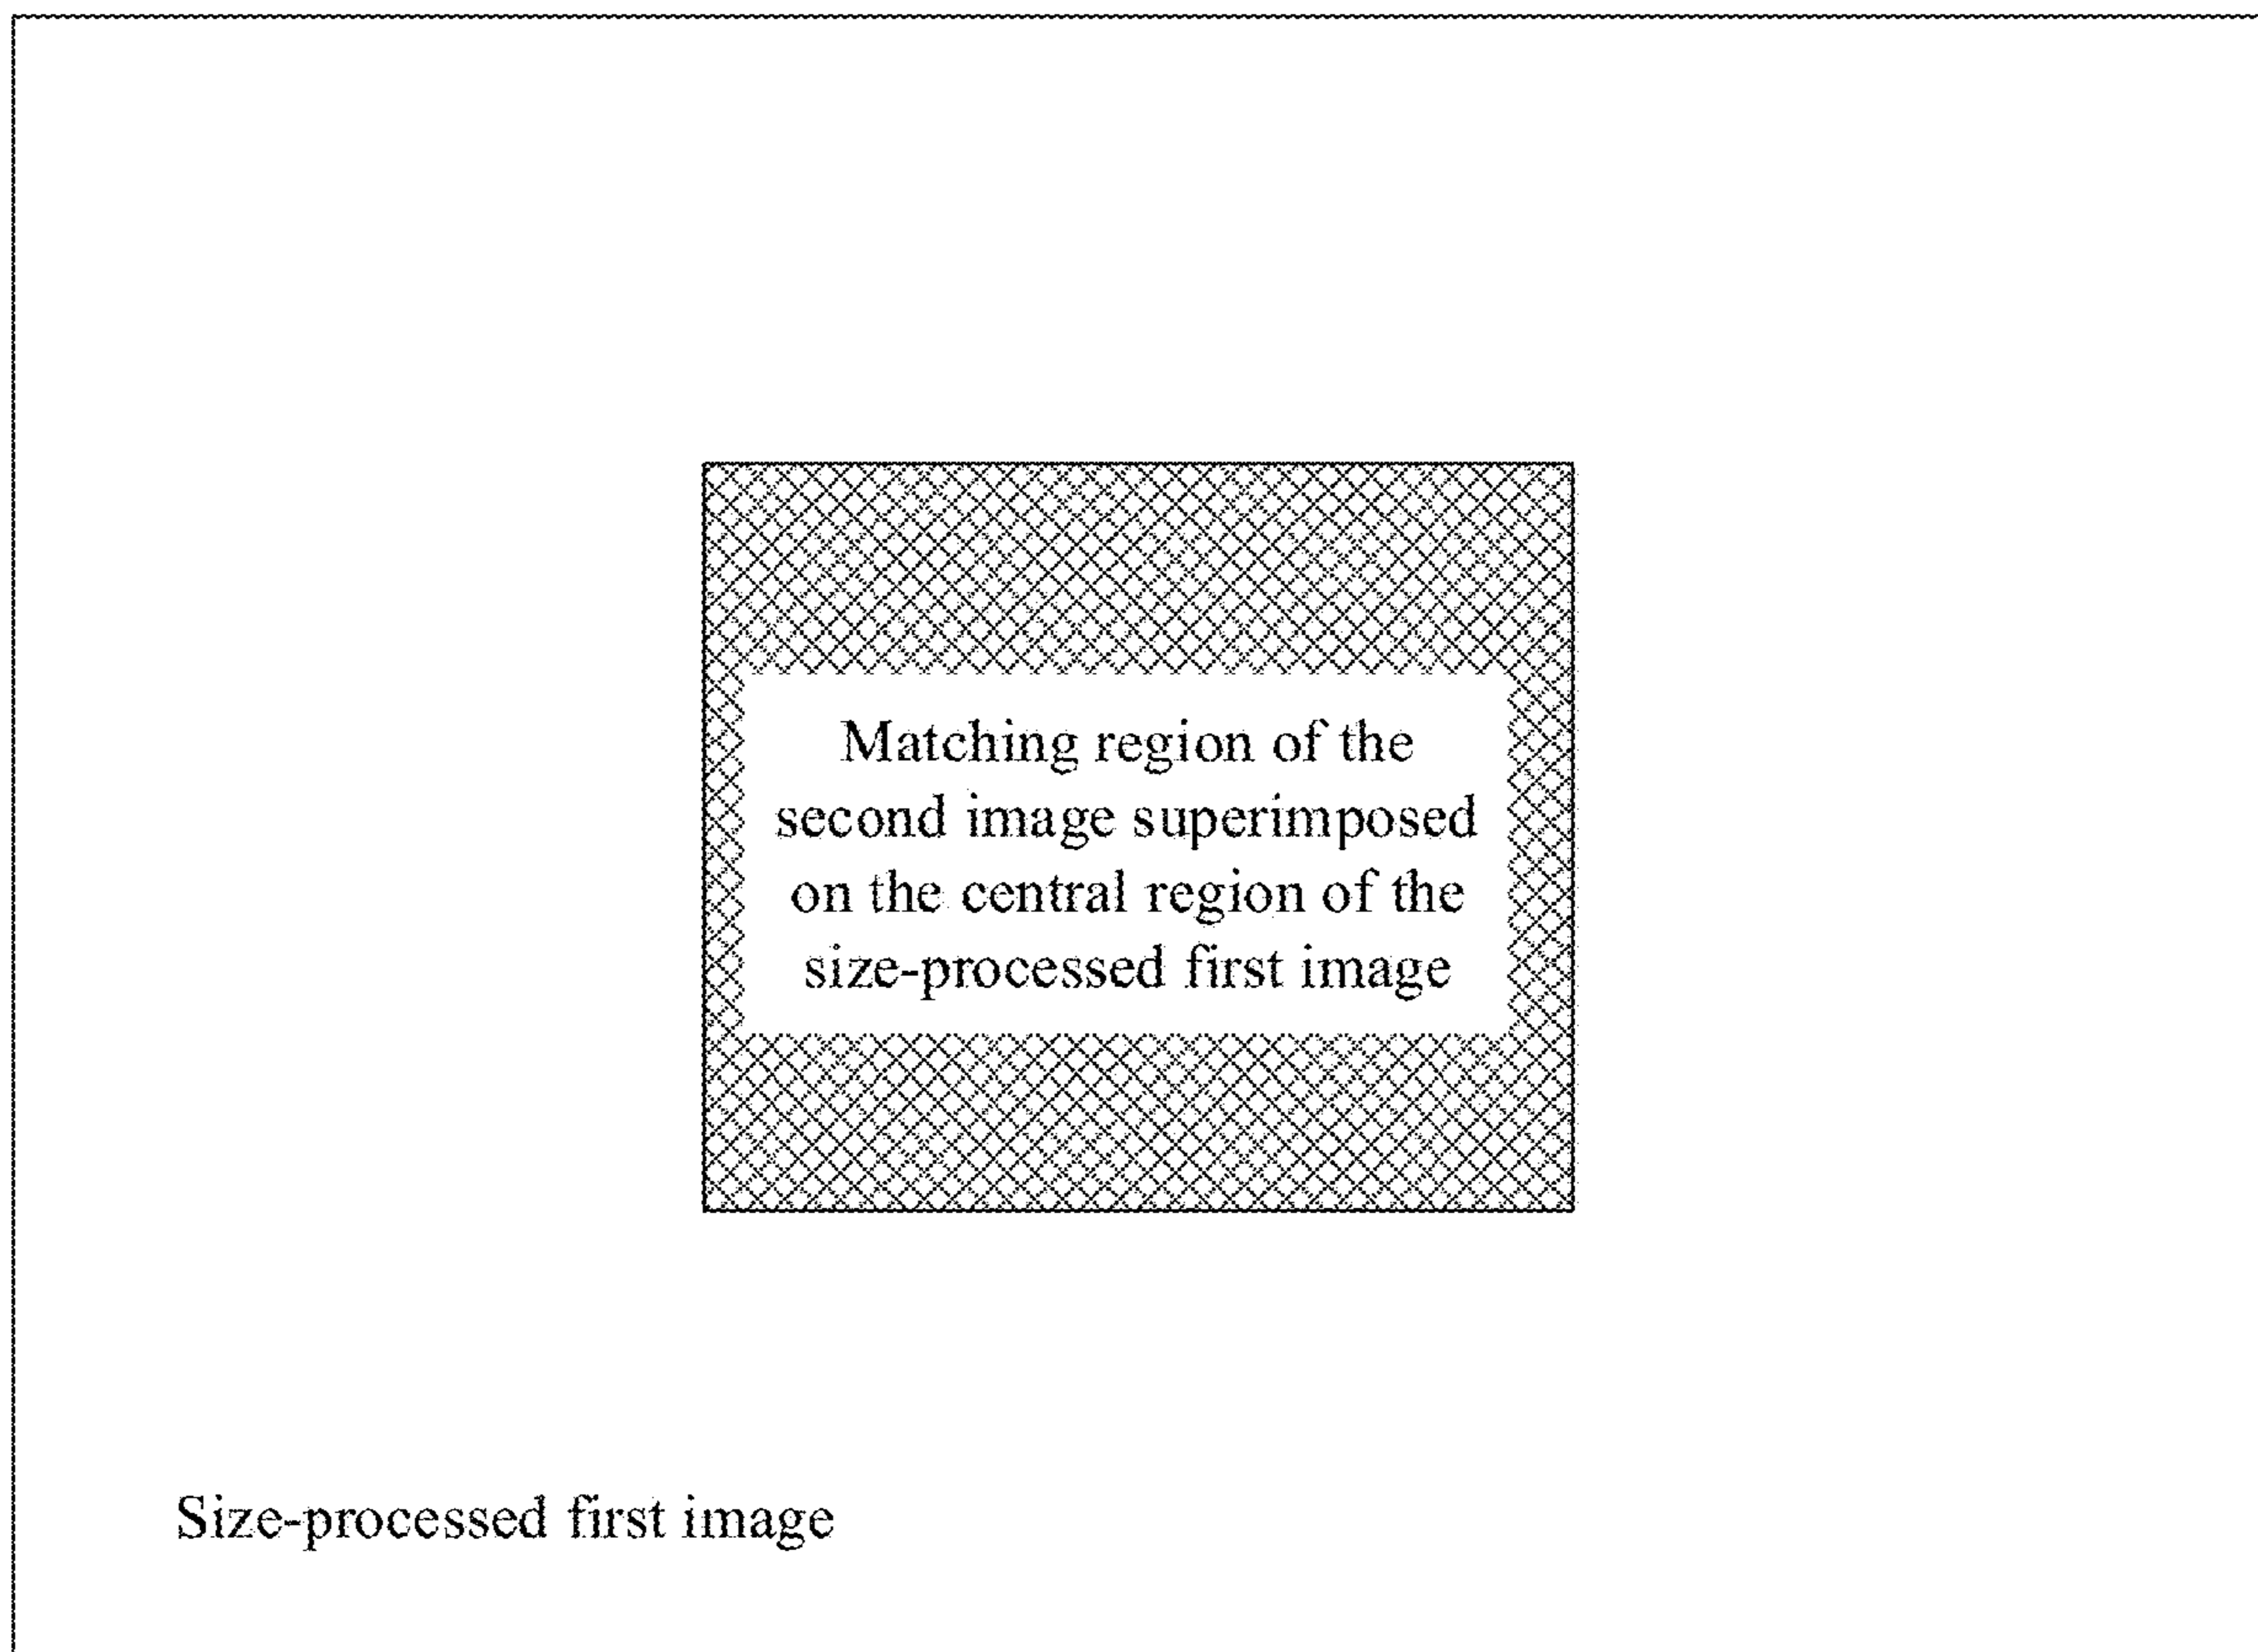 Matching region of the
second image superimposed
on the central region of the
size-processed first image
Size-processed first image